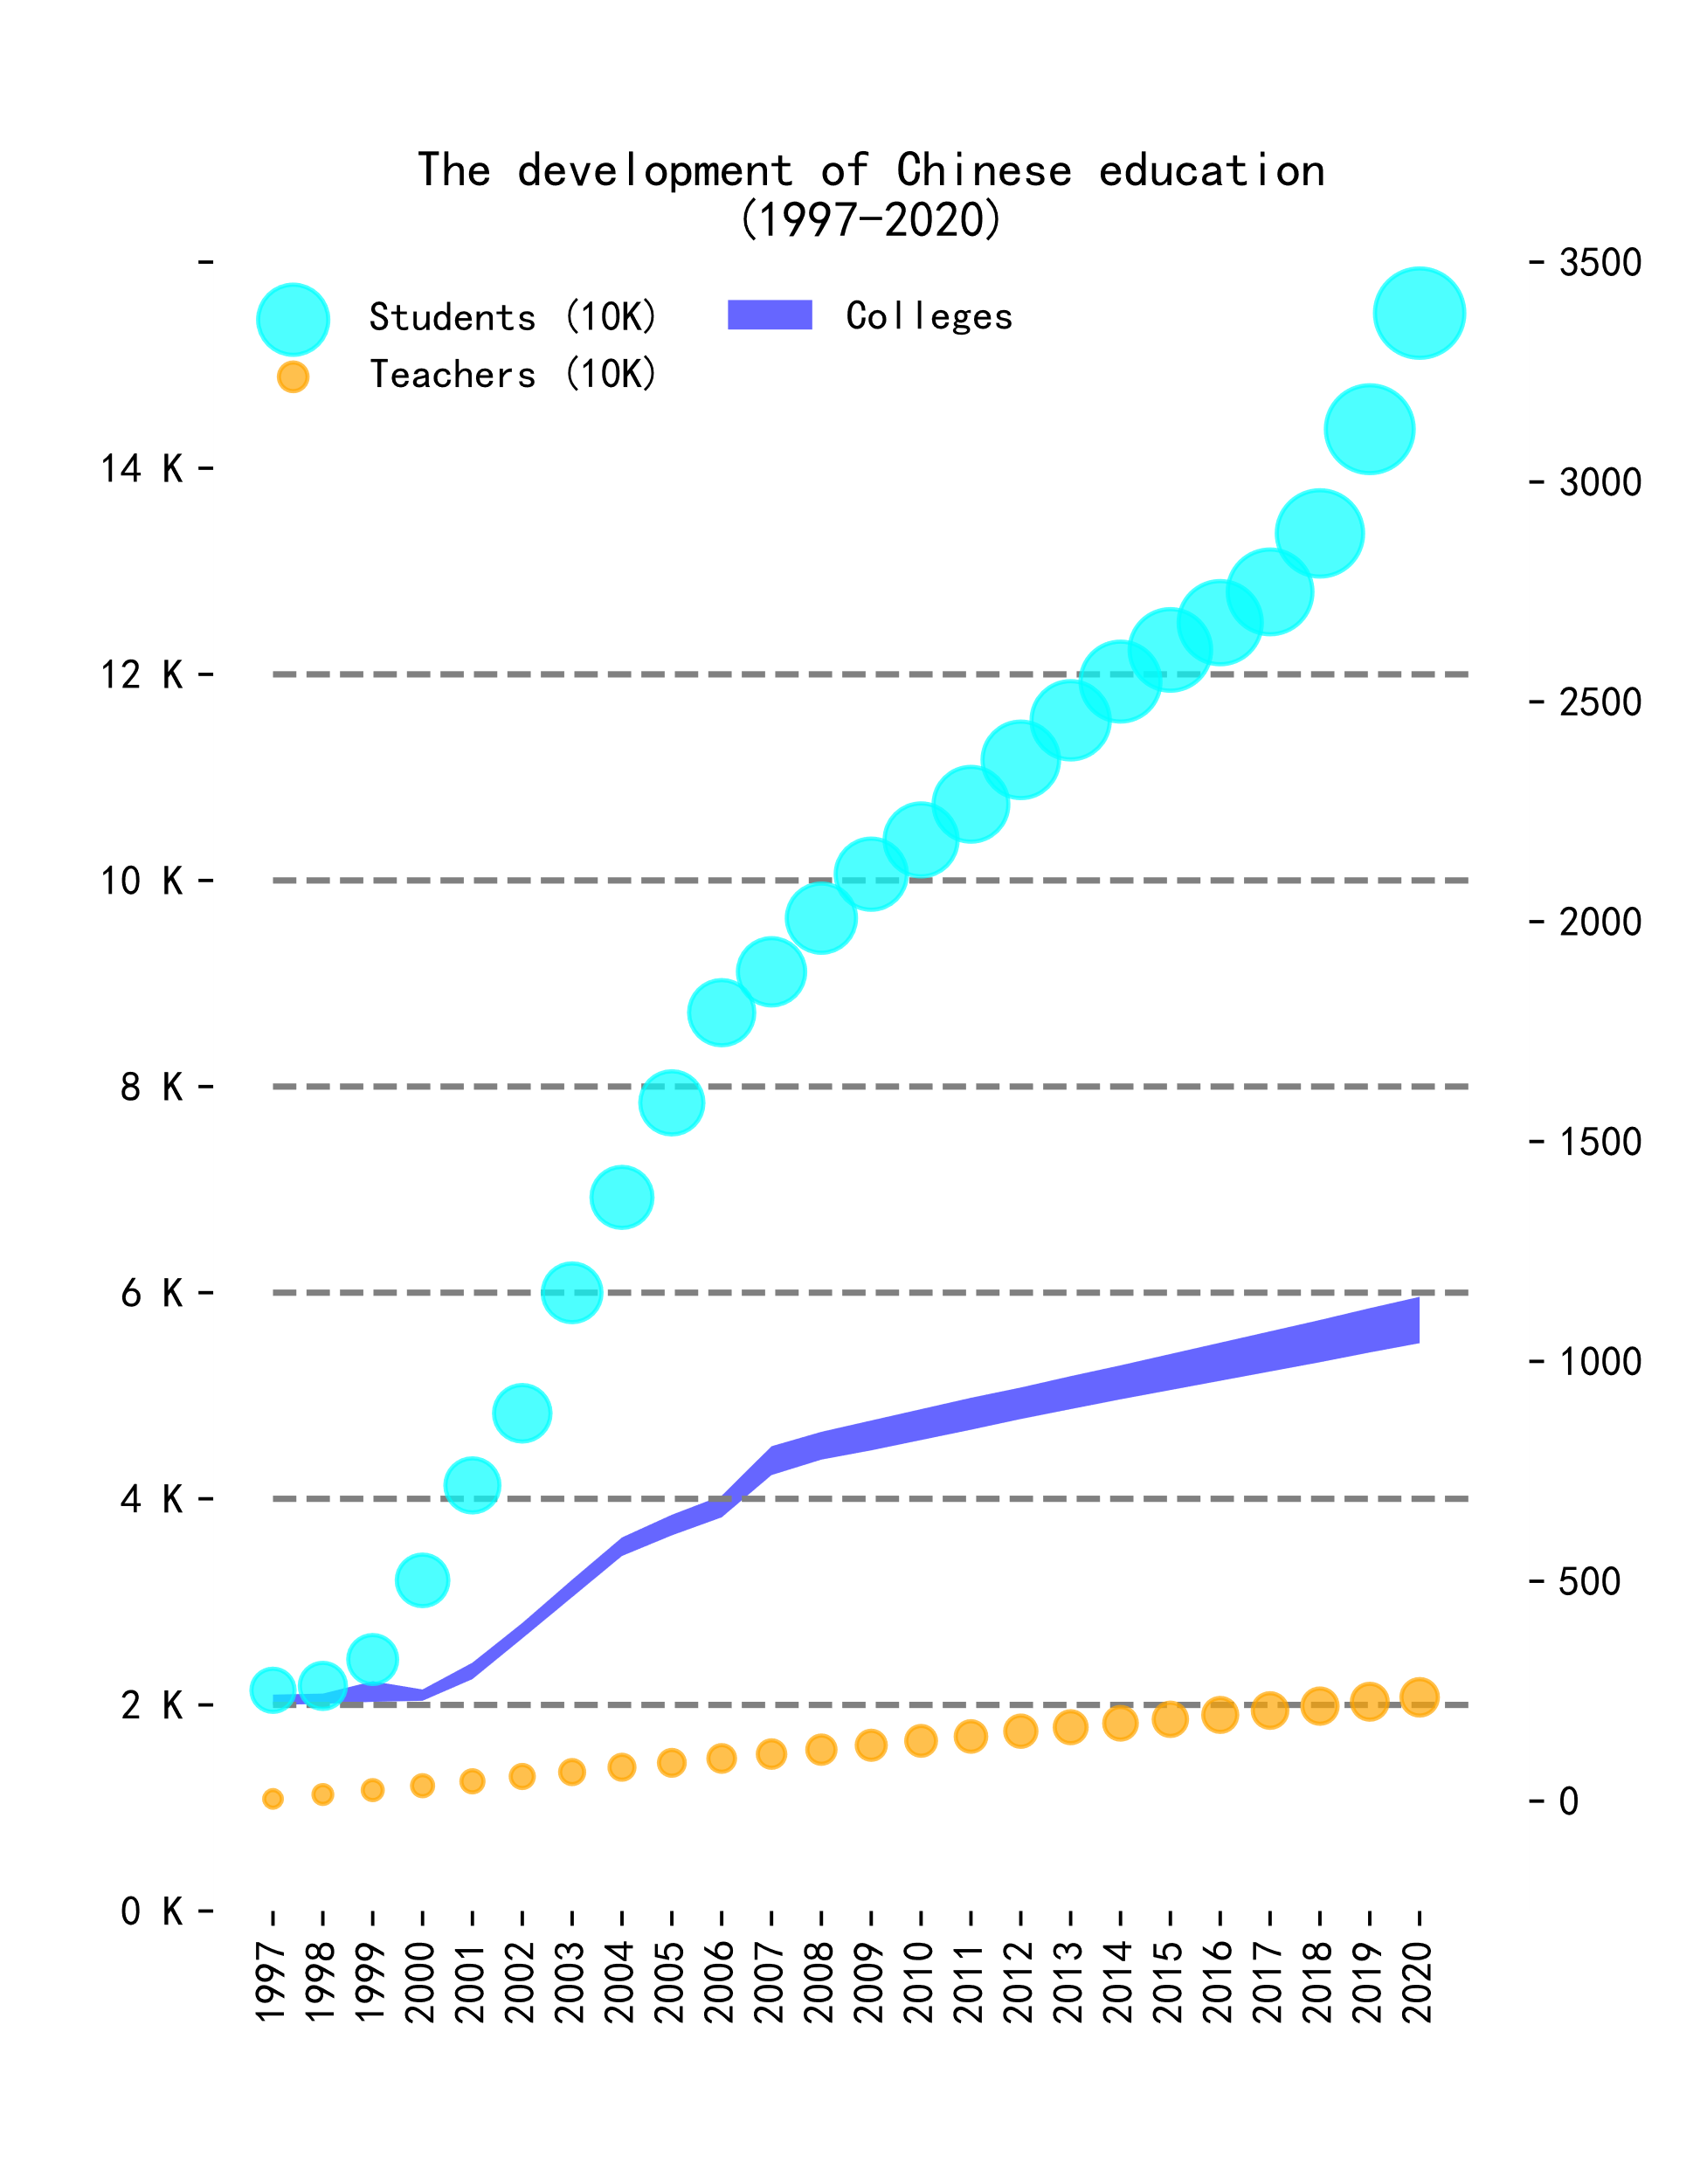 The development of Chinese education
(1997-2020)
Students (10K)
Colleges
Teachers (10K)
14 K
12 K
10 K
8 K
6 K
4 K
2 K
0 K
3500
3000
2500
2000
1500
1000
500
0
1997
1998
1999
2000
2001
2002
2003
2004
2005
2006
2007
2008
2009
2010
2011
2012
2013
2014
2015
2016
2017
2018
2019
2020